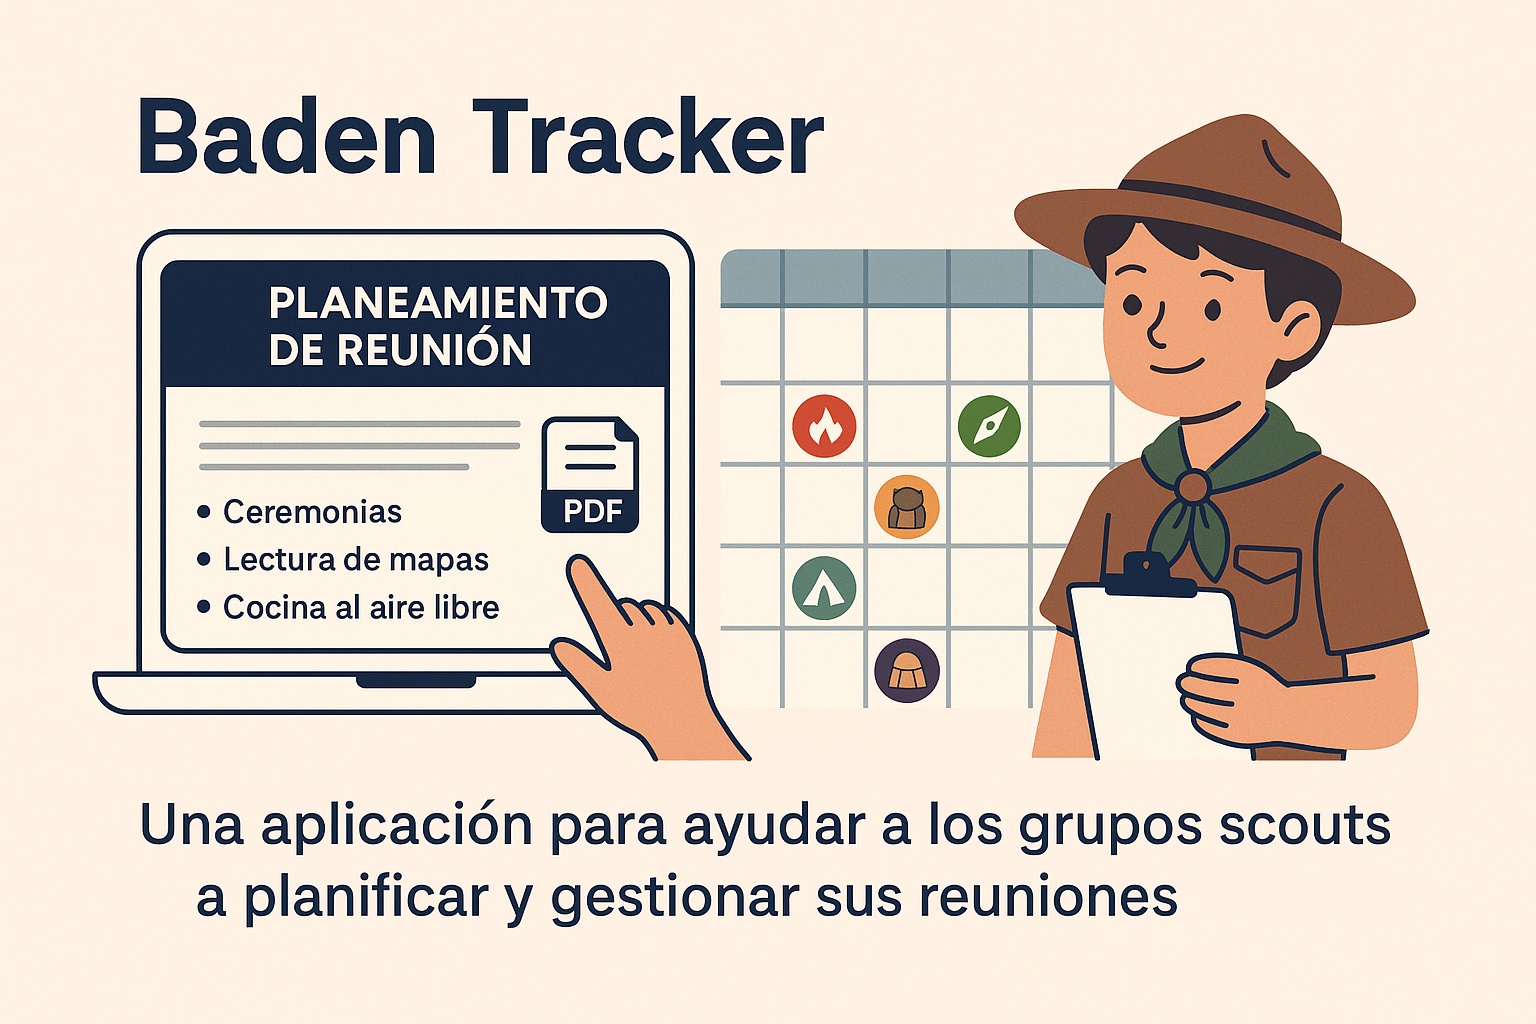 Baden Tracker
PLANEAMIENTO
DE REUNIÓN
PDF
• Ceremonias
• Lectura de mapas
• Cocina al aire libre
Una aplicación para ayudar a los grupos scouts
a planificar y gestionar sus reuniones